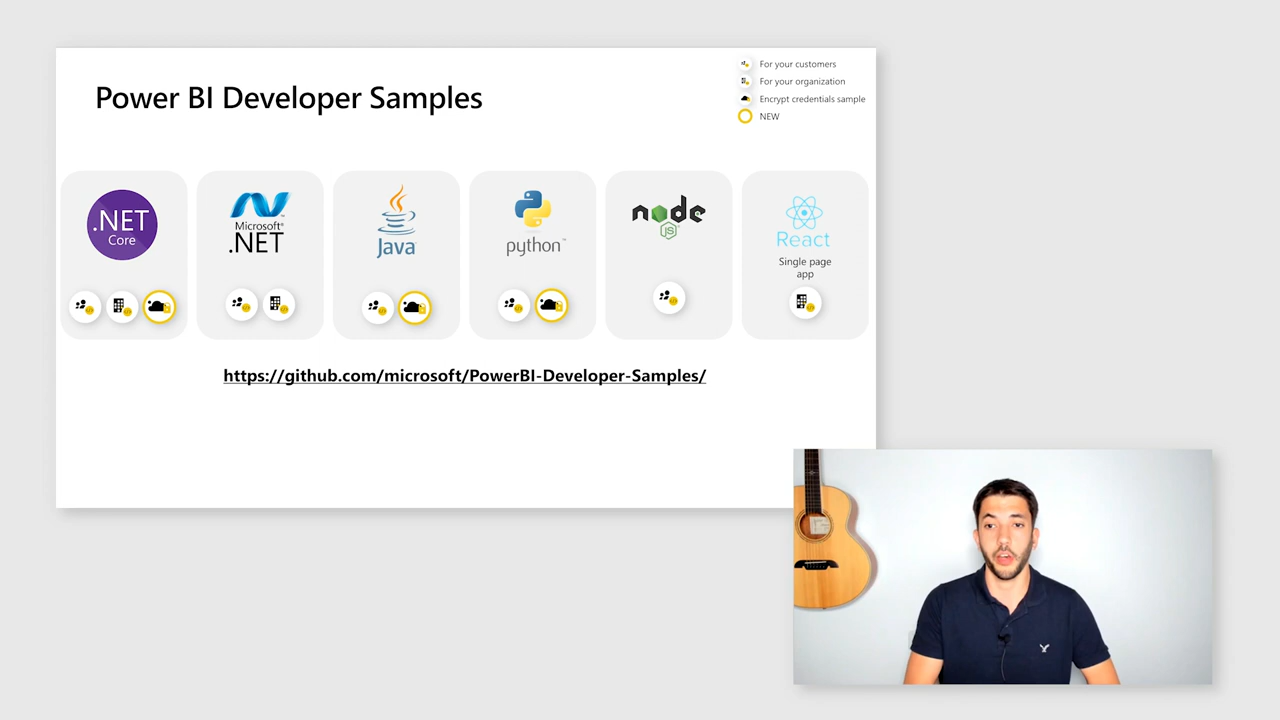 Power BI Developer Samples
For your customers
For your organization
Encrypt credentials sample
NEW
.NET
Core
Microsoft®
.NET
Java
python™
node
JS
React
Single page
app
https://github.com/microsoft/PowerBI-Developer-Samples/